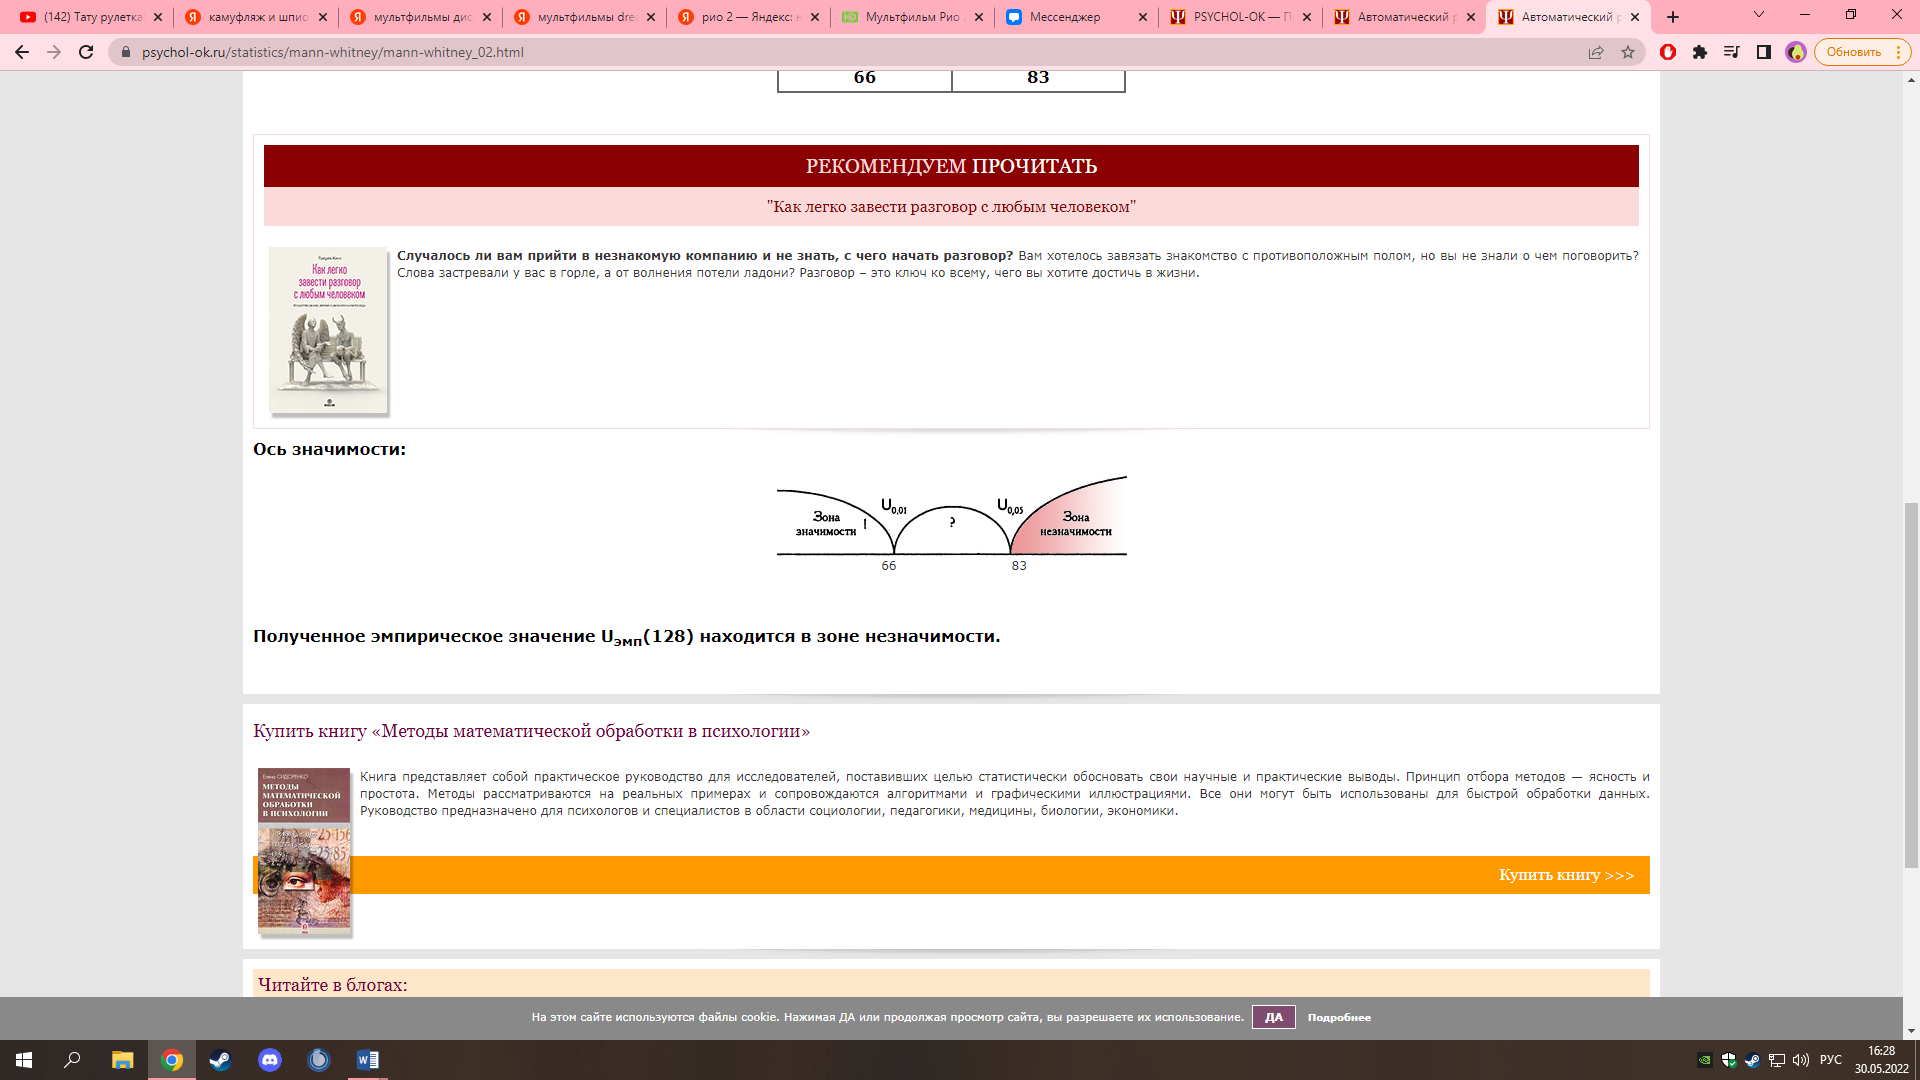 (142) Тату рулетка
камуфляж и шпио
мультфильмы дис
мультфильмы drea
рио 2 — Яндекс: н
Мультфильм Рио
Мессенджер
PSYCHOL-OK — П
Автоматический р
Автоматический р
psychol-ok.ru/statistics/mann-whitney/mann-whitney_02.html
Обновить
66 83
РЕКОМЕНДУЕМ ПРОЧИТАТЬ
"Как легко завести разговор с любым человеком"
Как легко
завести разговор
с любым человеком
Случалось ли вам прийти в незнакомую компанию и не знать, с чего начать разговор? Вам хотелось завязать знакомство с противоположным полом, но вы не знали о чем поговорить?
Слова застревали у вас в горле, а от волнения потели ладони? Разговор – это ключ ко всему, чего вы хотите достичь в жизни.
Ось значимости:
U0,01 U0,05
Зона
значимости
! ?
Зона
незначимости
66 83
Полученное эмпирическое значение Uэмп(128) находится в зоне незначимости.
Купить книгу «Методы математической обработки в психологии»
Елена СИДОРЕНКО
МЕТОДЫ
МАТЕМАТИЧЕСКОЙ
ОБРАБОТКИ
В ПСИХОЛОГИИ
Книга представляет собой практическое руководство для исследователей, поставивших целью статистически обосновать свои научные и практические выводы. Принцип отбора методов — ясность и
простота. Методы рассматриваются на реальных примерах и сопровождаются алгоритмами и графическими иллюстрациями. Все они могут быть использованы для быстрой обработки данных.
Руководство предназначено для психологов и специалистов в области социологии, педагогики, медицины, биологии, экономики.
Купить книгу >>>
Читайте в блогах:
На этом сайте используются файлы cookie. Нажимая ДА или продолжая просмотр сайта, вы разрешаете их использование. ДА Подробнее
РУС
16:28
30.05.2022